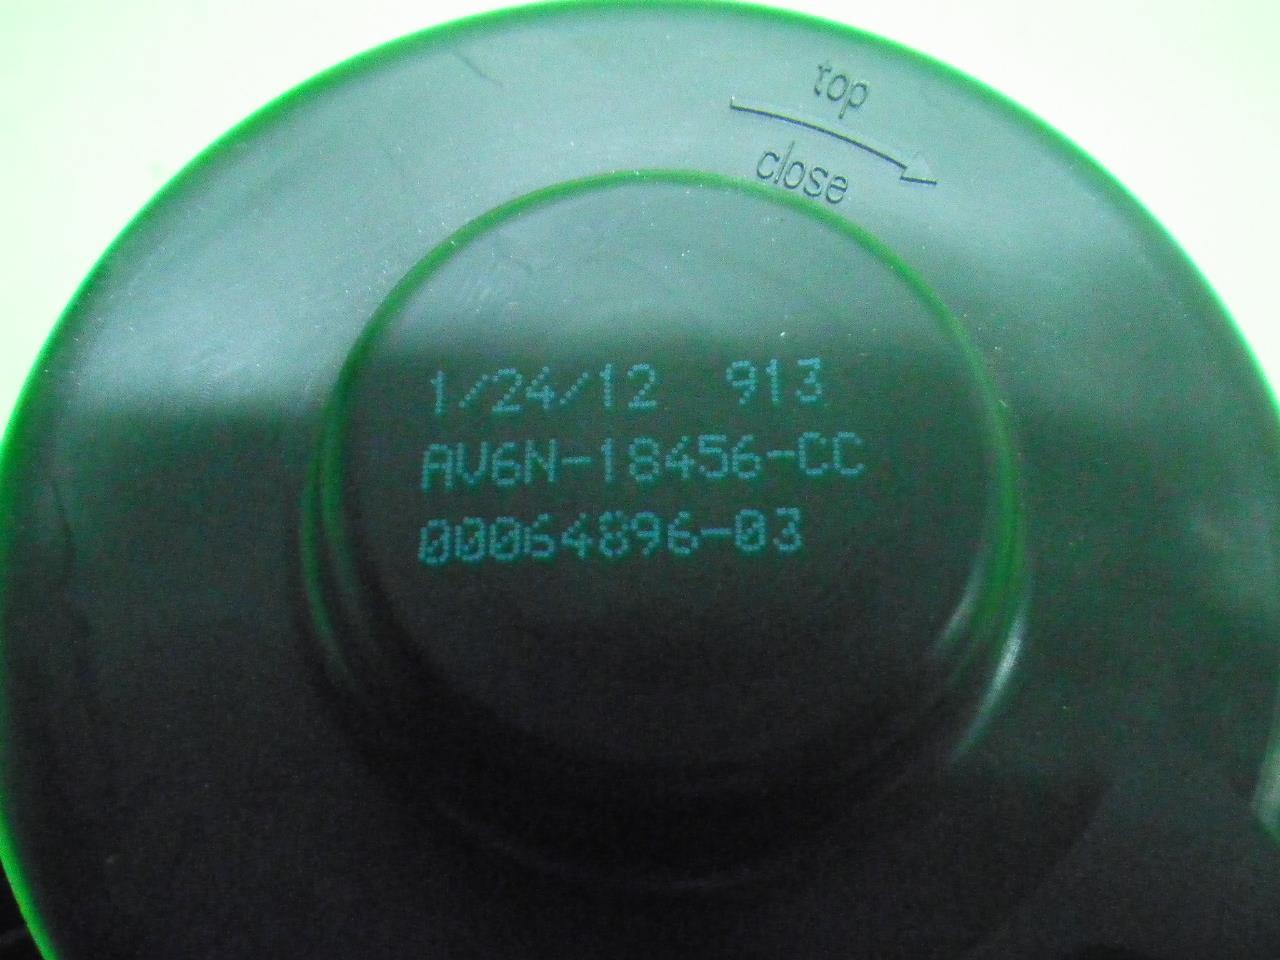 top
close
1/24/12 913
AV6N-18456-CC
00064896-03